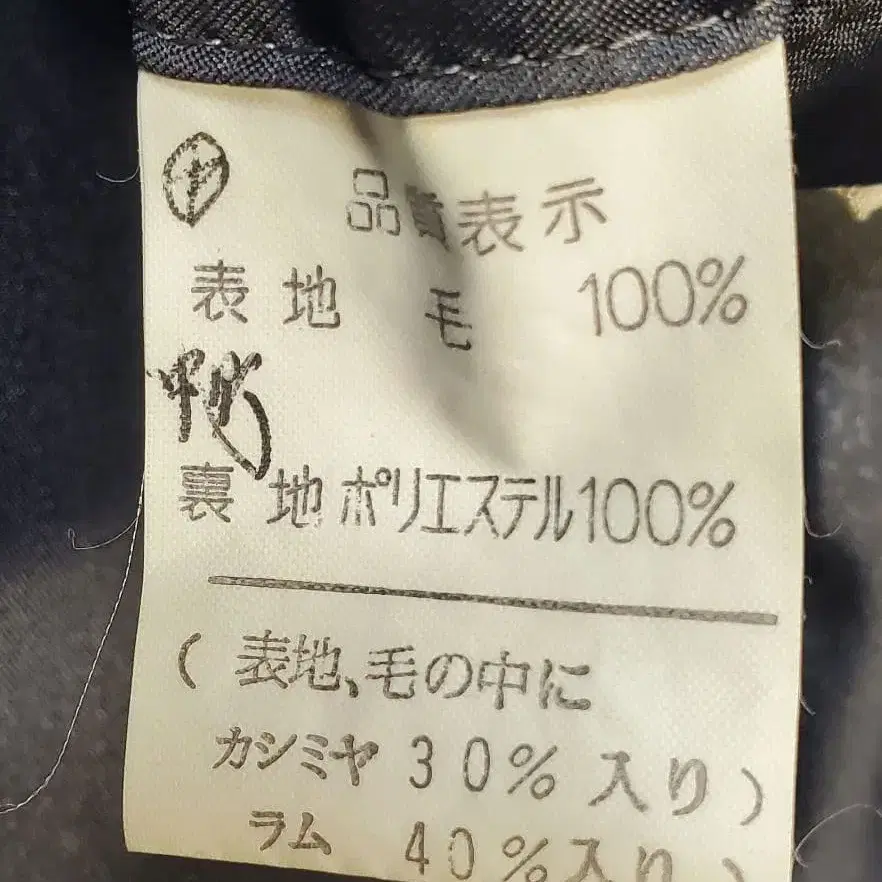 品質表示
表地 毛 100%
裏地 ポリエステル100%
( 表地、毛の中に
カシミヤ 30% 入り )
ラム 40% 入り )